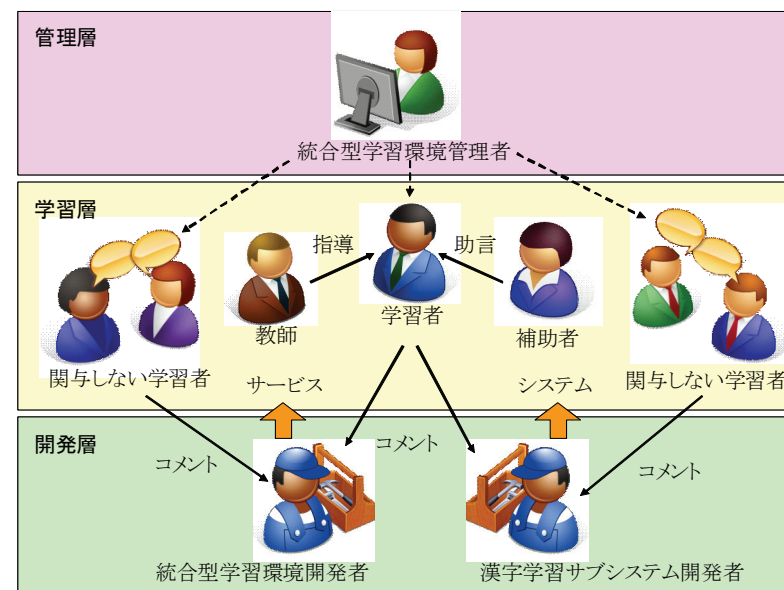 管理層
統合型学習環境管理者
学習層
指導
助言
教師
学習者
補助者
関与しない学習者
サービス
システム
関与しない学習者
開発層
コメント
コメント
コメント
統合型学習環境開発者
漢字学習サブシステム開発者